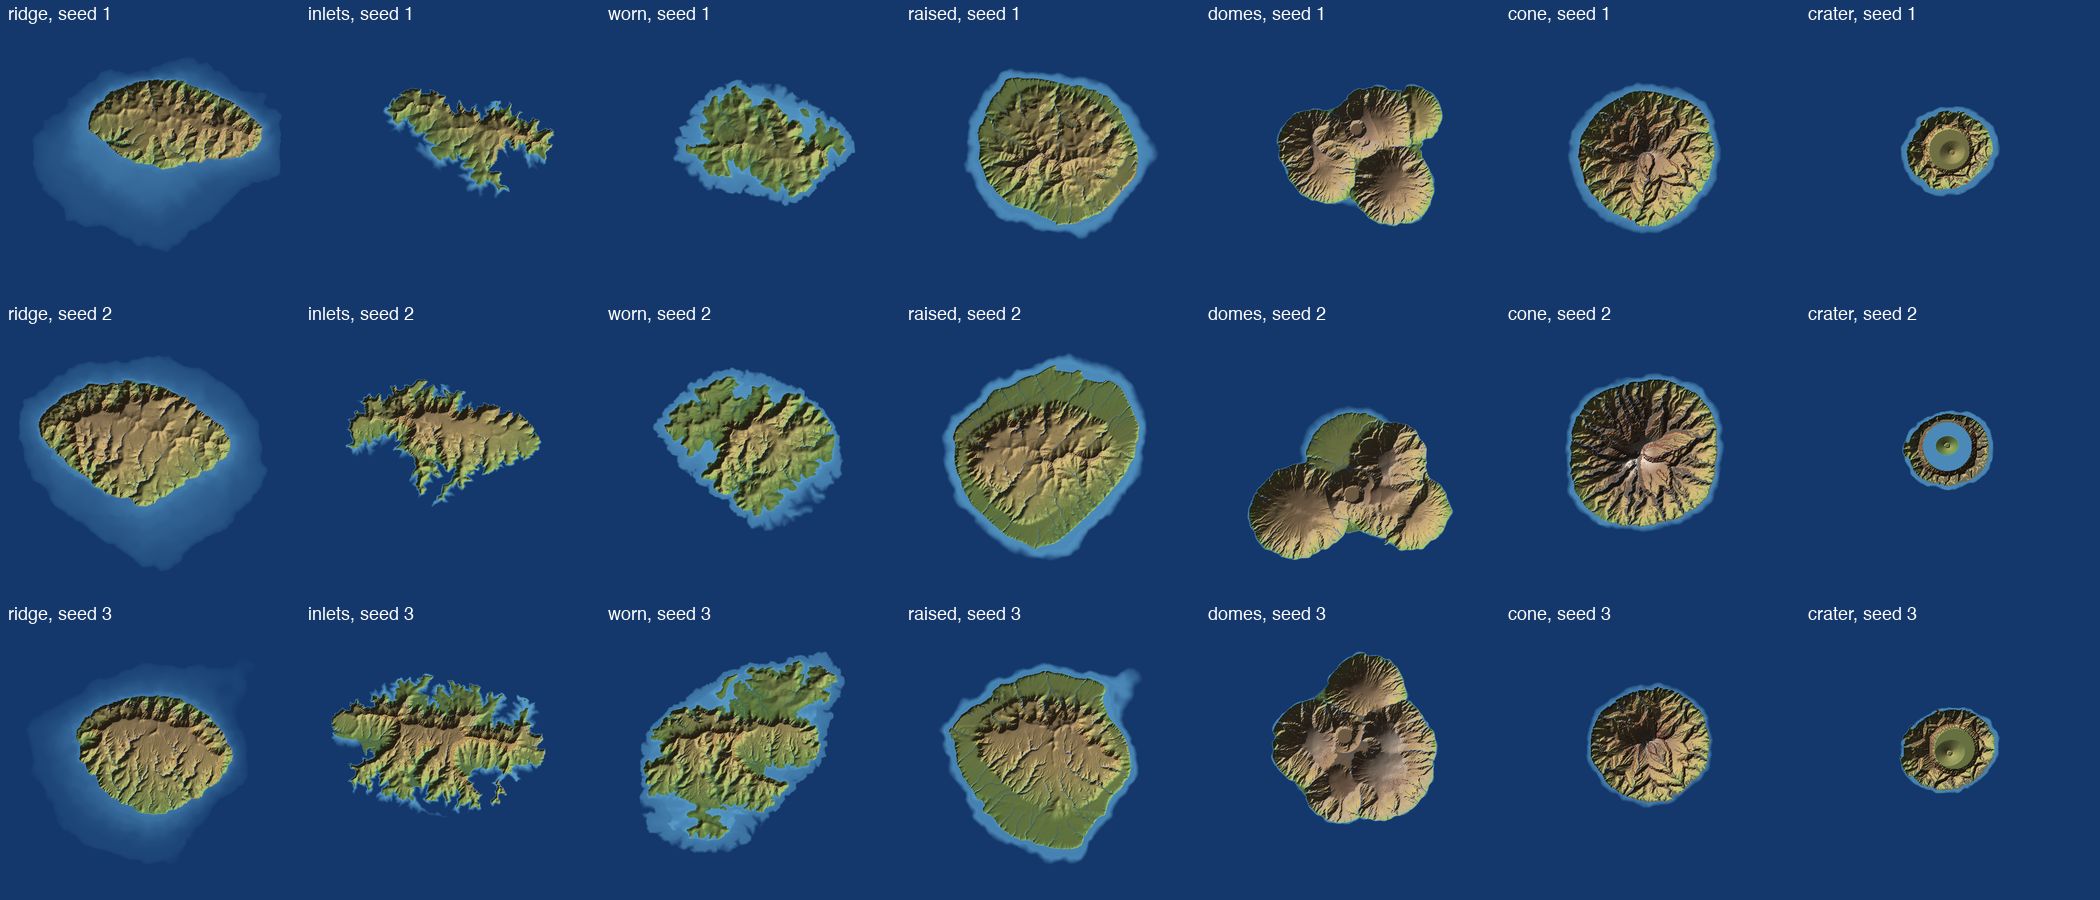 ridge, seed 1
inlets, seed 1
worn, seed 1
raised, seed 1
domes, seed 1
cone, seed 1
crater, seed 1
ridge, seed 2
inlets, seed 2
worn, seed 2
raised, seed 2
domes, seed 2
cone, seed 2
crater, seed 2
ridge, seed 3
inlets, seed 3
worn, seed 3
raised, seed 3
domes, seed 3
cone, seed 3
crater, seed 3